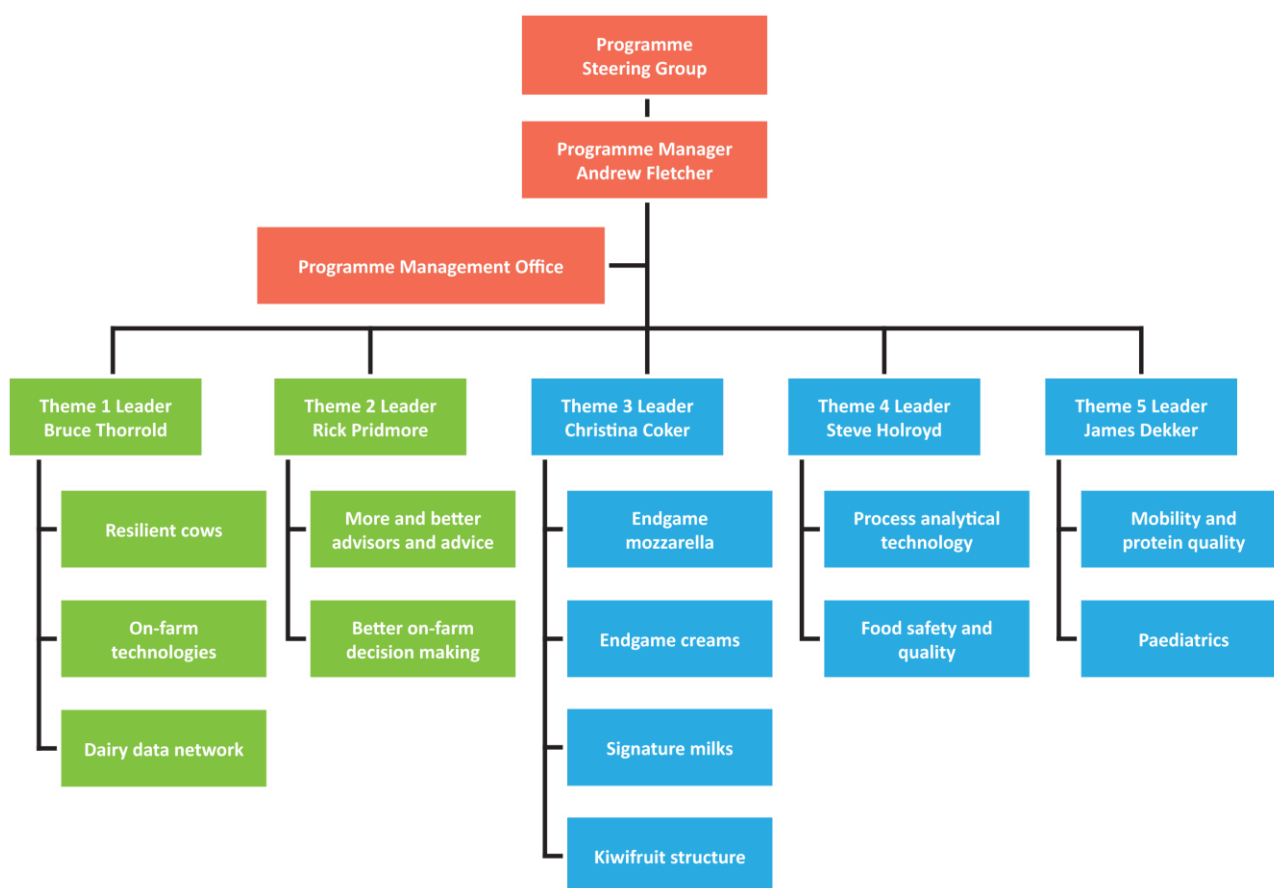 Programme
Steering Group
Programme Manager
Andrew Fletcher
Programme Management Office
Theme 1 Leader
Bruce Thorrold
Theme 2 Leader
Rick Pridmore
Theme 3 Leader
Christina Coker
Theme 4 Leader
Steve Holroyd
Theme 5 Leader
James Dekker
Resilient cows
On-farm
technologies
Dairy data network
More and better
advisors and advice
Better on-farm
decision making
Endgame
mozzarella
Endgame creams
Signature milks
Kiwifruit structure
Process analytical
technology
Food safety and
quality
Mobility and
protein quality
Paediatrics